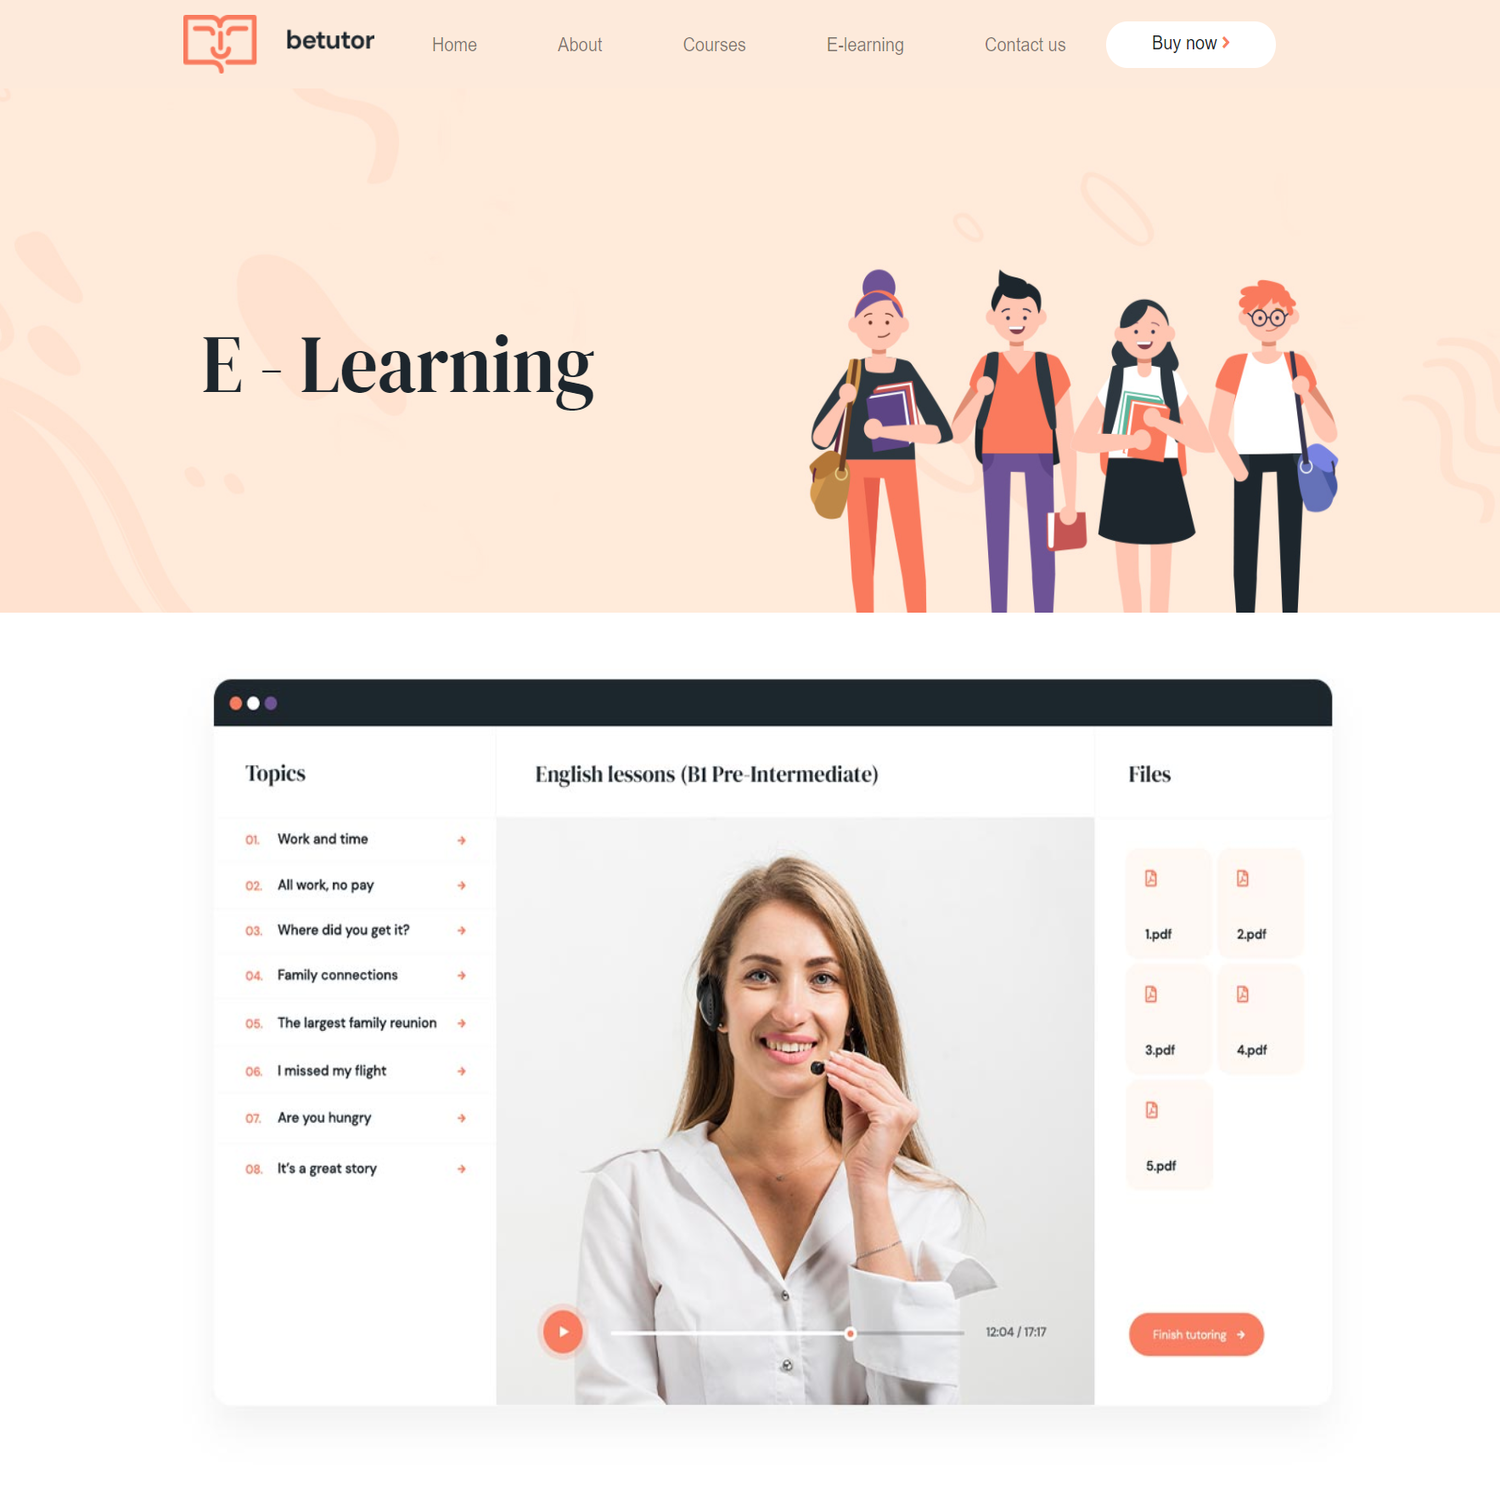 betutor
Home
About
Courses
E-learning
Contact us
Buy now
E - Learning
Topics
01. Work and time
02. All work, no pay
03. Where did you get it?
04. Family connections
05. The largest family reunion
06. I missed my flight
07. Are you hungry
08. It's a great story
English lessons (B1 Pre-Intermediate)
12:04 / 17:17
Files
1.pdf
2.pdf
3.pdf
4.pdf
5.pdf
Finish tutoring